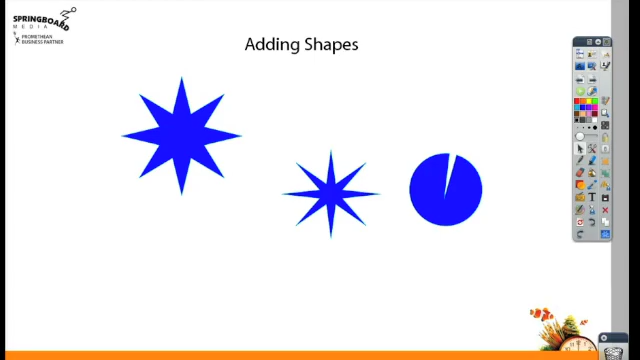 SPRINGBOARD
MEDIA
PROMETHEAN
BUSINESS PARTNER
Adding Shapes